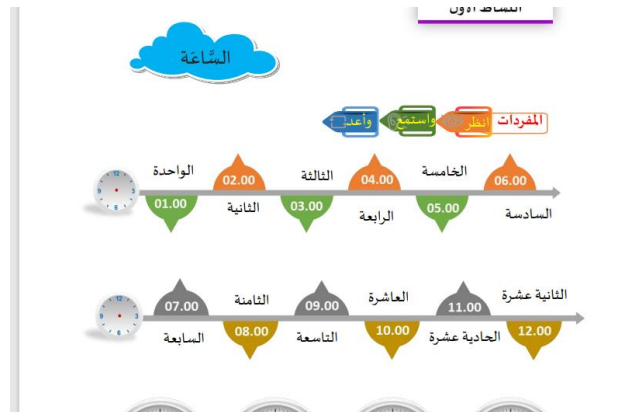 النشاط الأول
السَّاعَة
المفردات انظر واستمع وأعد
الواحدة 02.00 الثالثة 04.00 الخامسة 06.00
01.00 الثانية 03.00 الرابعة 05.00 السادسة
07.00 الثامنة 09.00 العاشرة 11.00 الثانية عشرة
السابعة 08.00 التاسعة 10.00 الحادية عشرة 12.00